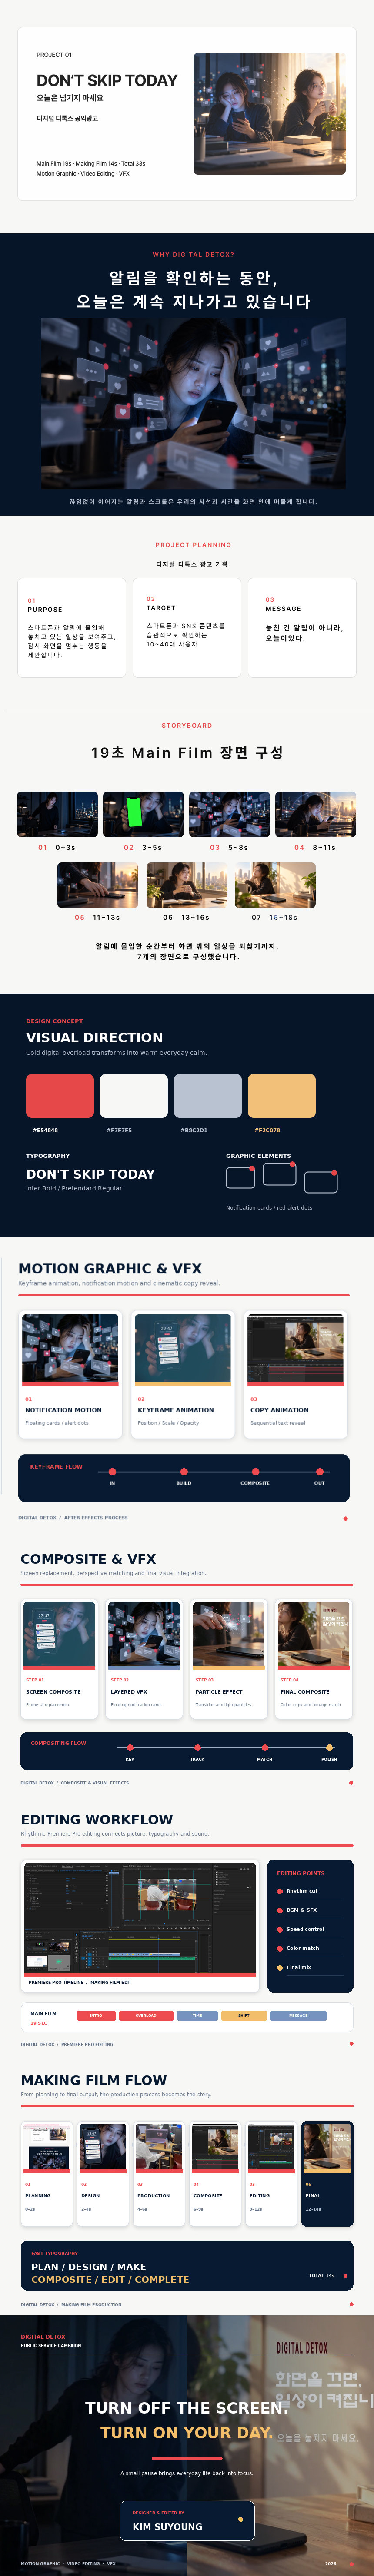 PROJECT 01
DON'T SKIP TODAY
오늘은 넘기지 마세요
디지털 디톡스 공익광고
Main Film 19s · Making Film 14s · Total 33s
Motion Graphic · Video Editing · VFX
WHY DIGITAL DETOX?
알림을 확인하는 동안,
오늘은 계속 지나가고 있습니다
끊임없이 이어지는 알림과 스크롤은 우리의 시선과 시간을 화면 안에 머물게 합니다.
PROJECT PLANNING
디지털 디톡스 광고 기획
01
PURPOSE
스마트폰과 알림에 몰입해
놓치고 있는 일상을 보여주고,
잠시 화면을 멈추는 행동을
제안합니다.
02
TARGET
스마트폰과 SNS 콘텐츠를
습관적으로 확인하는
10~40대 사용자
03
MESSAGE
놓친 건 알림이 아니라,
오늘이었다.
STORYBOARD
19초 Main Film 장면 구성
01 0~3s
02 3~5s
03 5~8s
04 8~11s
05 11~13s
06 13~16s
07 16~18s
알림에 몰입한 순간부터 화면 밖의 일상을 되찾기까지,
7개의 장면으로 구성했습니다.
DESIGN CONCEPT
VISUAL DIRECTION
Cold digital overload transforms into warm everyday calm.
#E54848
#F7F7F5
#B8C2D1
#F2C078
TYPOGRAPHY
DON'T SKIP TODAY
Inter Bold / Pretendard Regular
GRAPHIC ELEMENTS
Notification cards / red alert dots
MOTION GRAPHIC & VFX
Keyframe animation, notification motion and cinematic copy reveal.
22:47
01
NOTIFICATION MOTION
Floating cards / alert dots
02
KEYFRAME ANIMATION
Position / Scale / Opacity
03
COPY ANIMATION
Sequential text reveal
KEYFRAME FLOW
IN
BUILD
COMPOSITE
OUT
DIGITAL DETOX / AFTER EFFECTS PROCESS
COMPOSITE & VFX
Screen replacement, perspective matching and final visual integration.
22:47
STEP 01
SCREEN COMPOSITE
Phone UI replacement
STEP 02
LAYERED VFX
Floating notification cards
STEP 03
PARTICLE EFFECT
Transition and light particles
STEP 04
FINAL COMPOSITE
Color, copy and footage match
COMPOSITING FLOW
KEY
TRACK
MATCH
POLISH
DIGITAL DETOX / COMPOSITE & VISUAL EFFECTS
EDITING WORKFLOW
Rhythmic Premiere Pro editing connects picture, typography and sound.
PREMIERE PRO TIMELINE / MAKING FILM EDIT
EDITING POINTS
Rhythm cut
BGM & SFX
Speed control
Color match
Final mix
MAIN FILM
19 SEC
INTRO
OVERLOAD
TIME
SHIFT
MESSAGE
DIGITAL DETOX / PREMIERE PRO EDITING
MAKING FILM FLOW
From planning to final output, the production process becomes the story.
01
PLANNING
0–2s
02
DESIGN
2–4s
03
PRODUCTION
4–6s
04
COMPOSITE
6–9s
05
EDITING
9–12s
06
FINAL
12–14s
FAST TYPOGRAPHY
PLAN / DESIGN / MAKE
COMPOSITE / EDIT / COMPLETE
TOTAL 14s
DIGITAL DETOX / MAKING FILM PRODUCTION
DIGITAL DETOX
PUBLIC SERVICE CAMPAIGN
DIGITAL DETOX
화면을 끄면,
일상이 켜집니
오늘을 놓치지 마세요.
TURN OFF THE SCREEN.
TURN ON YOUR DAY.
A small pause brings everyday life back into focus.
DESIGNED & EDITED BY
KIM SUYOUNG
MOTION GRAPHIC · VIDEO EDITING · VFX
2026